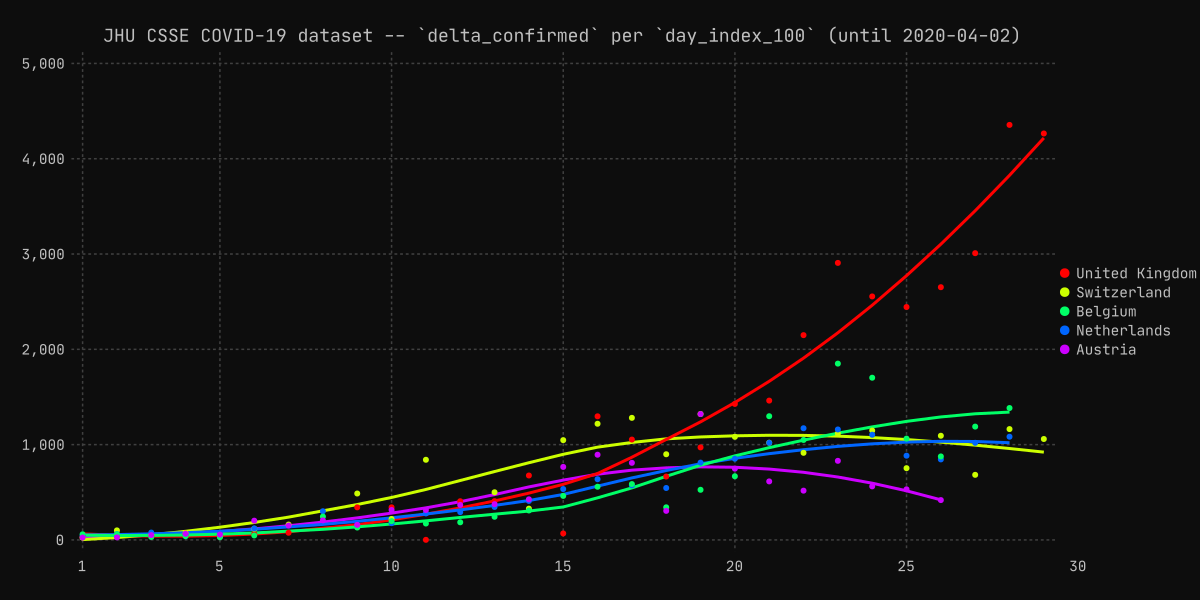 JHU CSSE COVID-19 dataset -- `delta_confirmed` per `day_index_100` (until 2020-04-02)
5,000
4,000
3,000
2,000
1,000
0
1 5 10 15 20 25 30
United Kingdom
Switzerland
Belgium
Netherlands
Austria